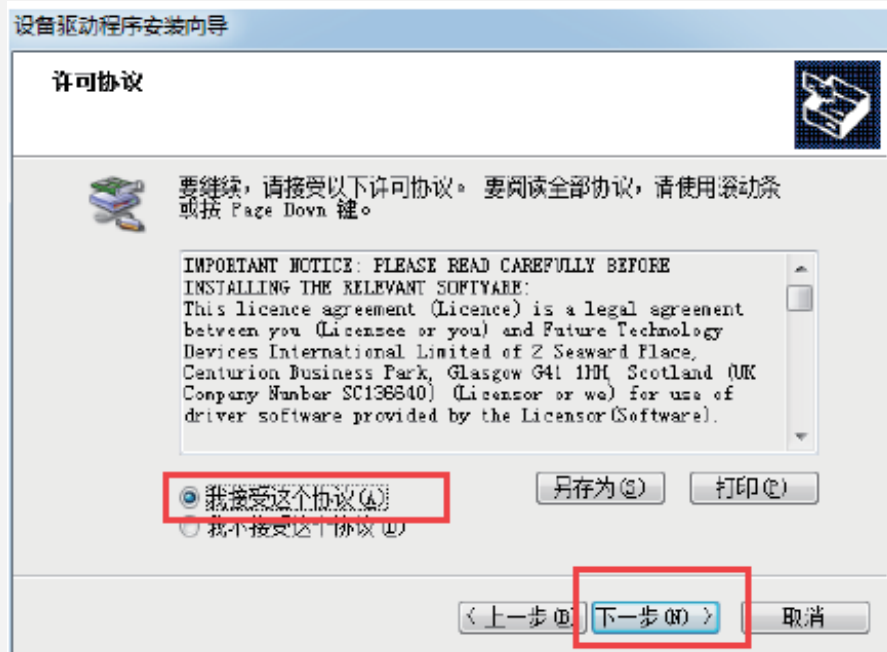 设备驱动程序安装向导
许可协议
要继续，请接受以下许可协议。 要阅读全部协议，请使用滚动条
或按 Page Down 键。
IMPORTANT NOTICE: PLEASE READ CAREFULLY BEFORE
INSTALLING THE RELEVANT SOFTWARE:
This licence agreement (Licence) is a legal agreement
between you (Licensee or you) and Future Technology
Devices International Limited of 2 Seaward Place,
Centurion Business Park, Glasgow G41 1HH, Scotland (UK
Company Number SC136640) (Licensor or we) for use of
driver software provided by the Licensor(Software).
我接受这个协议(A)
另存为(S) 打印(P)
我不接受这个协议(D)
< 上一步(B) 下一步(N) > 取消